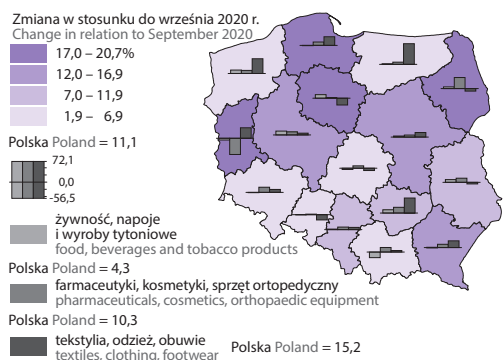 Zmiana w stosunku do września 2020 r.
Change in relation to September 2020
17,0 – 20,7%
12,0 – 16,9
7,0 – 11,9
1,9 – 6,9
Polska Poland = 11,1
72,1
0,0
-56,5
żywność, napoje
i wyroby tytoniowe
food, beverages and tobacco products
Polska Poland = 4,3
farmaceutyki, kosmetyki, sprzęt ortopedyczny
pharmaceuticals, cosmetics, orthopaedic equipment
Polska Poland = 10,3
tekstylia, odzież, obuwie
textiles, clothing, footwear
Polska Poland = 15,2